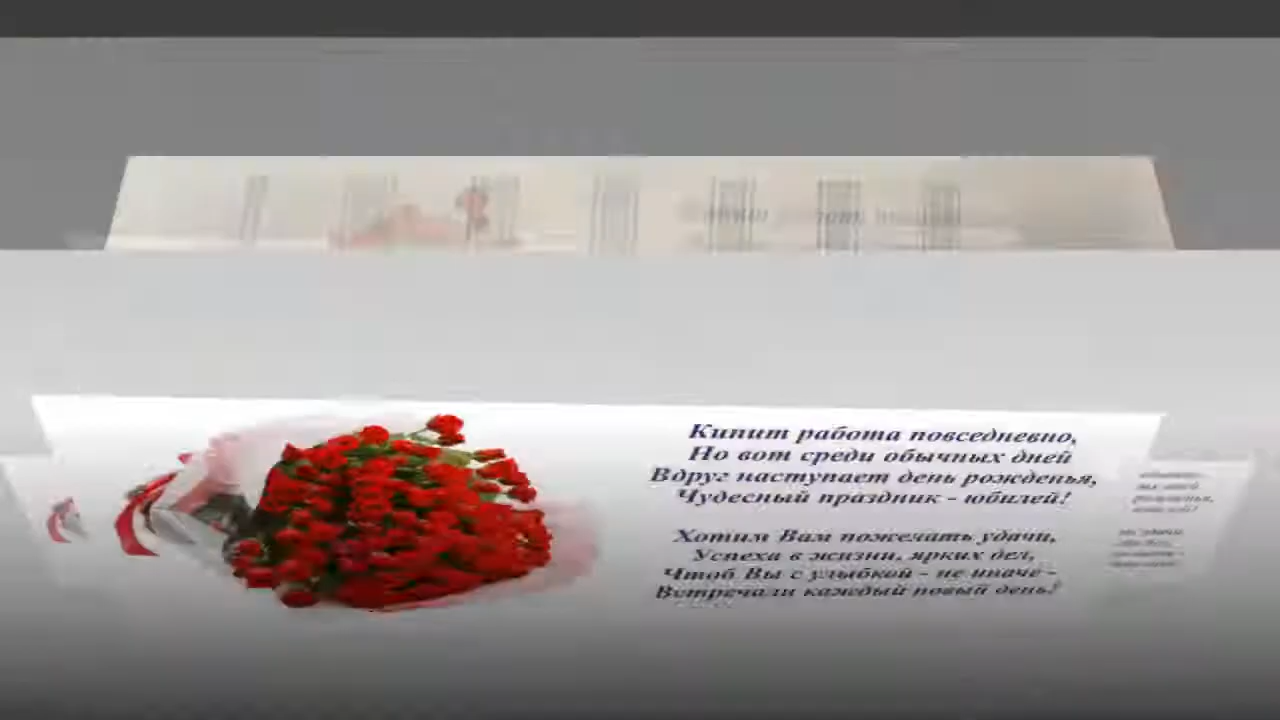 Кипит работа повседневно,
Но вот среди обычных дней
Вдруг наступает день рожденья,
Чудесный праздник - юбилей!
Хотим Вам пожелать удачи,
Успеха в жизни, ярких дел,
Чтоб Вы с улыбкой - не иначе -
Встречали каждый новый день!